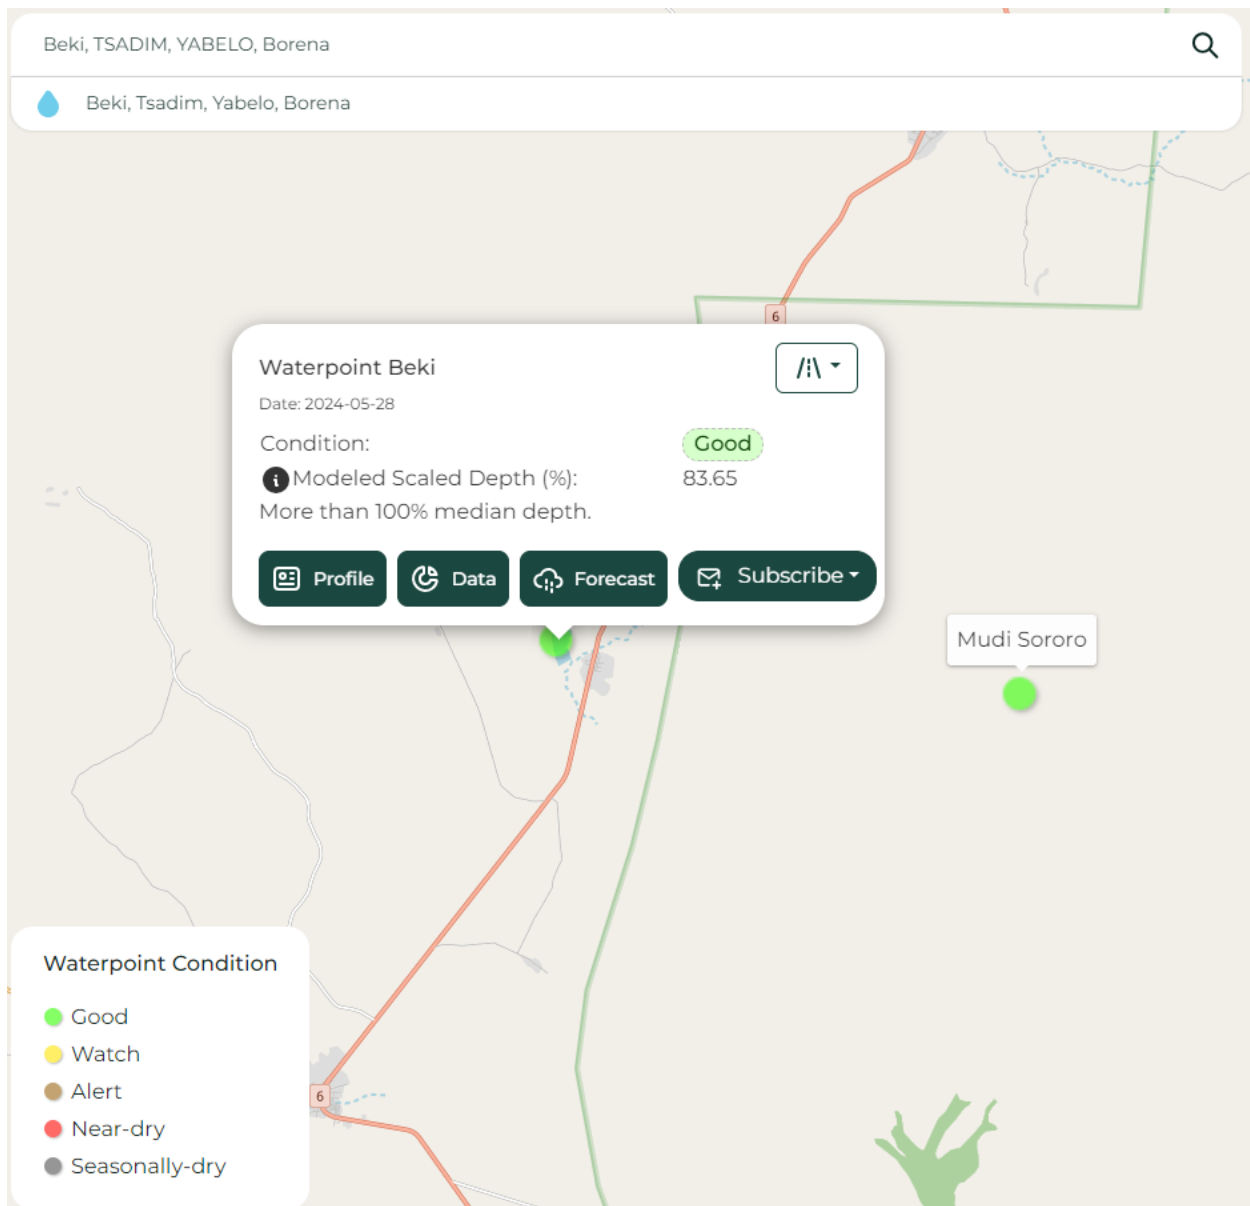 Beki, TSADIM, YABELO, Borena
Beki, Tsadim, Yabelo, Borena
6
Waterpoint Beki
Date: 2024-05-28
Condition: Good
Modeled Scaled Depth (%): 83.65
More than 100% median depth.
Profile Data Forecast Subscribe
Mudi Sororo
Waterpoint Condition
Good
Watch
Alert
Near-dry
6
Seasonally-dry